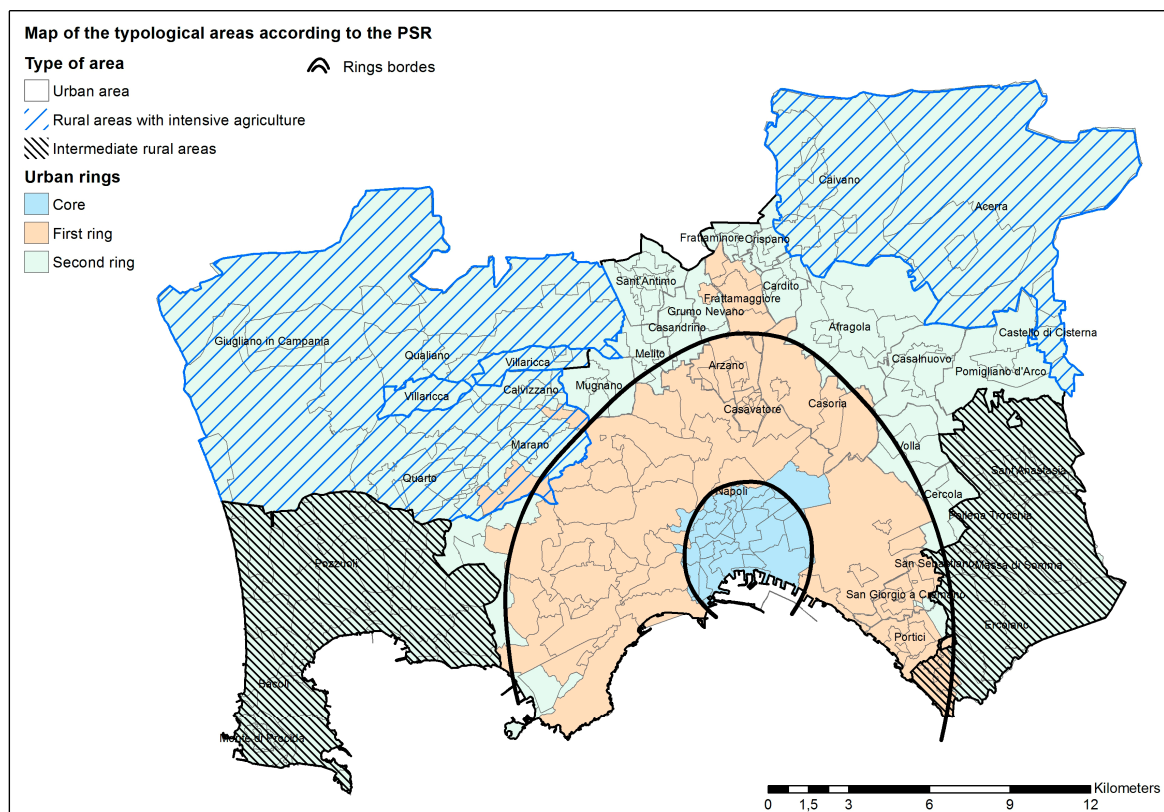 Map of the typological areas according to the PSR
Type of area
Rings bordes
Urban area
Rural areas with intensive agriculture
Intermediate rural areas
Urban rings
Core
First ring
Second ring
Caivano
Acerra
Frattaminore
Crispano
Sant'Antimo
Cardito
Frattamaggiore
Grumo Nevano
Casandrino
Afragola
Castello di Cisterna
Giugliano in Campania
Qualiano
Villaricca
Melito
Arzano
Casalnuovo
Pomigliano d'Arco
Mugnano
Calvizzano
Villaricca
Casavatore
Casoria
Marano
Volla
Sant'Anastasia
Quarto
Napoli
Cercola
Pollena Trocchia
Pozzuoli
San Sebastiano
Massa di Somma
San Giorgio a Cremano
Ercolano
Portici
Bacoli
Monte di Procida
Kilometers
0 1,5 3 6 9 12